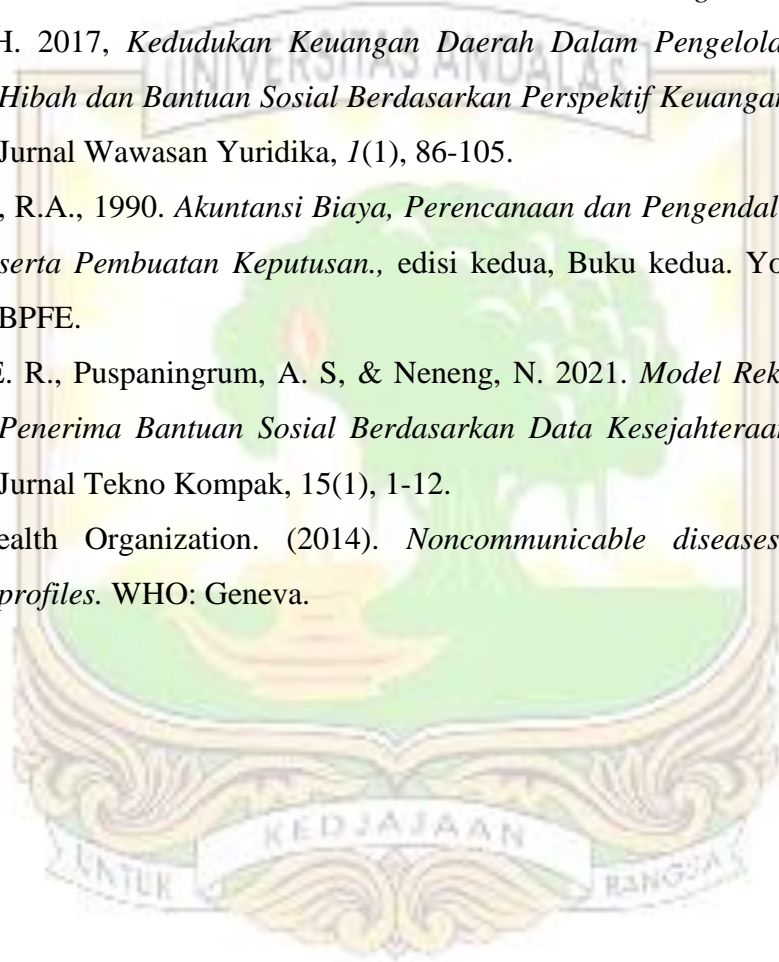 H. 2017, Kedudukan Keuangan Daerah Dalam Pengelola
Hibah dan Bantuan Sosial Berdasarkan Perspektif Keuangan
Jurnal Wawasan Yuridika, 1(1), 86-105.
, R.A., 1990. Akuntansi Biaya, Perencanaan dan Pengendal
serta Pembuatan Keputusan., edisi kedua, Buku kedua. Yo
BPFE.
E. R., Puspaningrum, A. S, & Neneng, N. 2021. Model Rek
Penerima Bantuan Sosial Berdasarkan Data Kesejahteraan
Jurnal Tekno Kompak, 15(1), 1-12.
ealth Organization. (2014). Noncommunicable diseases
profiles. WHO: Geneva.
UNIVERSITAS ANDALAS
UNTUK KEDJAJAAN BANGSA